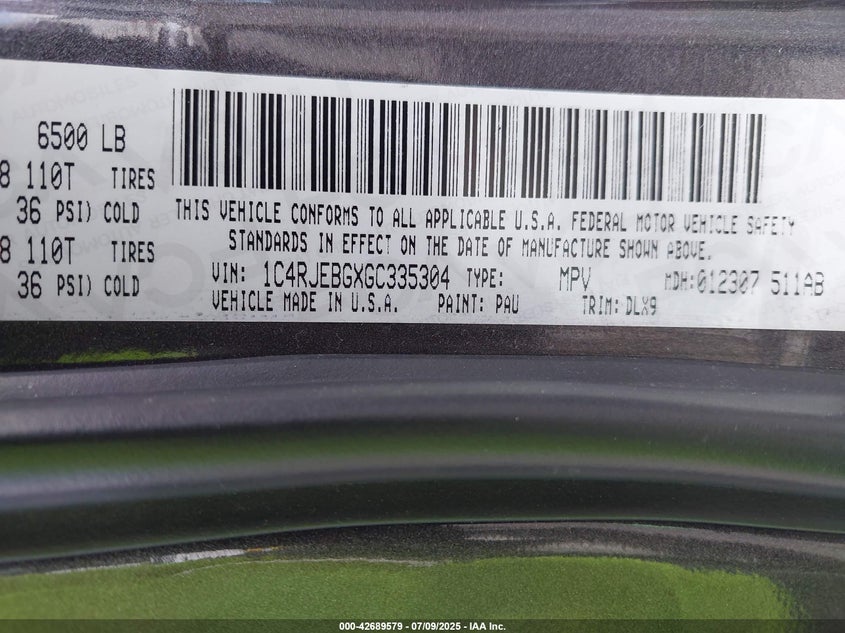 6500 LB
8 110T TIRES
36 PSI) COLD
8 110T TIRES
36 PSI) COLD
THIS VEHICLE CONFORMS TO ALL APPLICABLE U.S.A. FEDERAL MOTOR VEHICLE SAFETY
STANDARDS IN EFFECT ON THE DATE OF MANUFACTURE SHOWN ABOVE.
VIN: 1C4RJEBGXGC335304 TYPE: MPV MDH:012307 511AB
VEHICLE MADE IN U.S.A. PAINT: PAU TRIM: DLX9
000-42689579 / 07/09/2025 - IAA Inc.